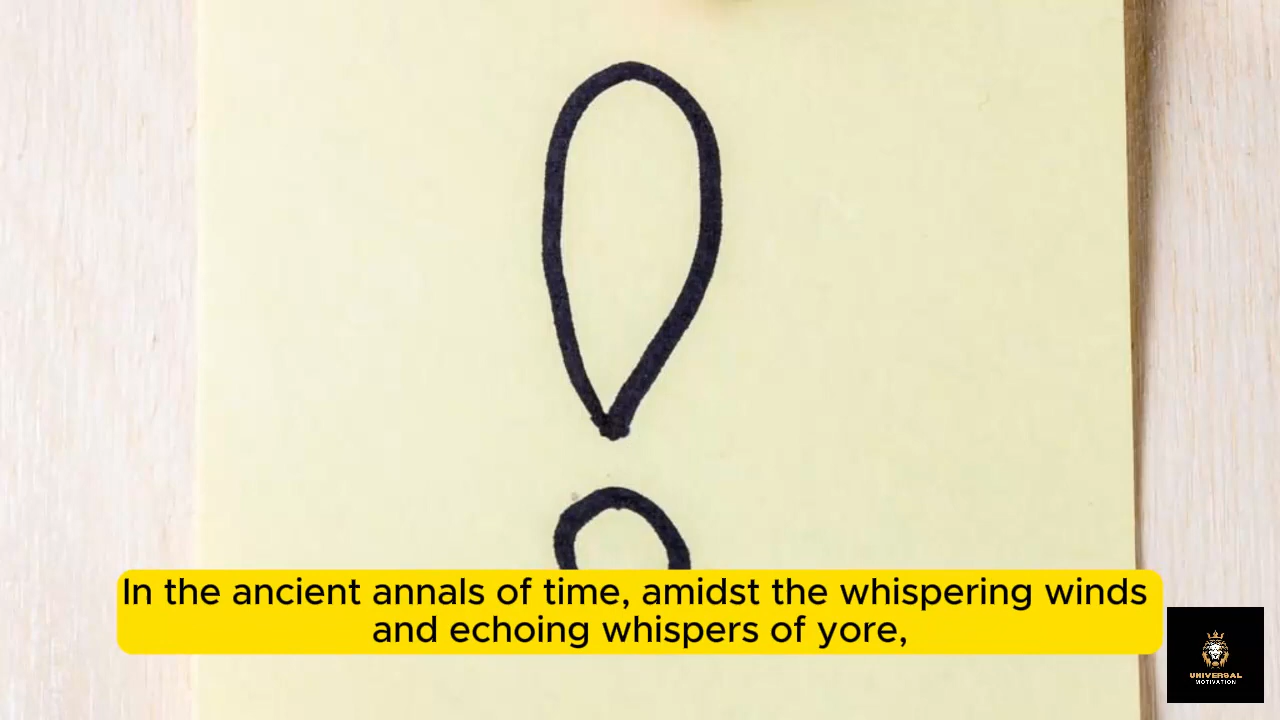 !
In the ancient annals of time, amidst the whispering winds
and echoing whispers of yore,
UNIVERSAL
MOTIVATION